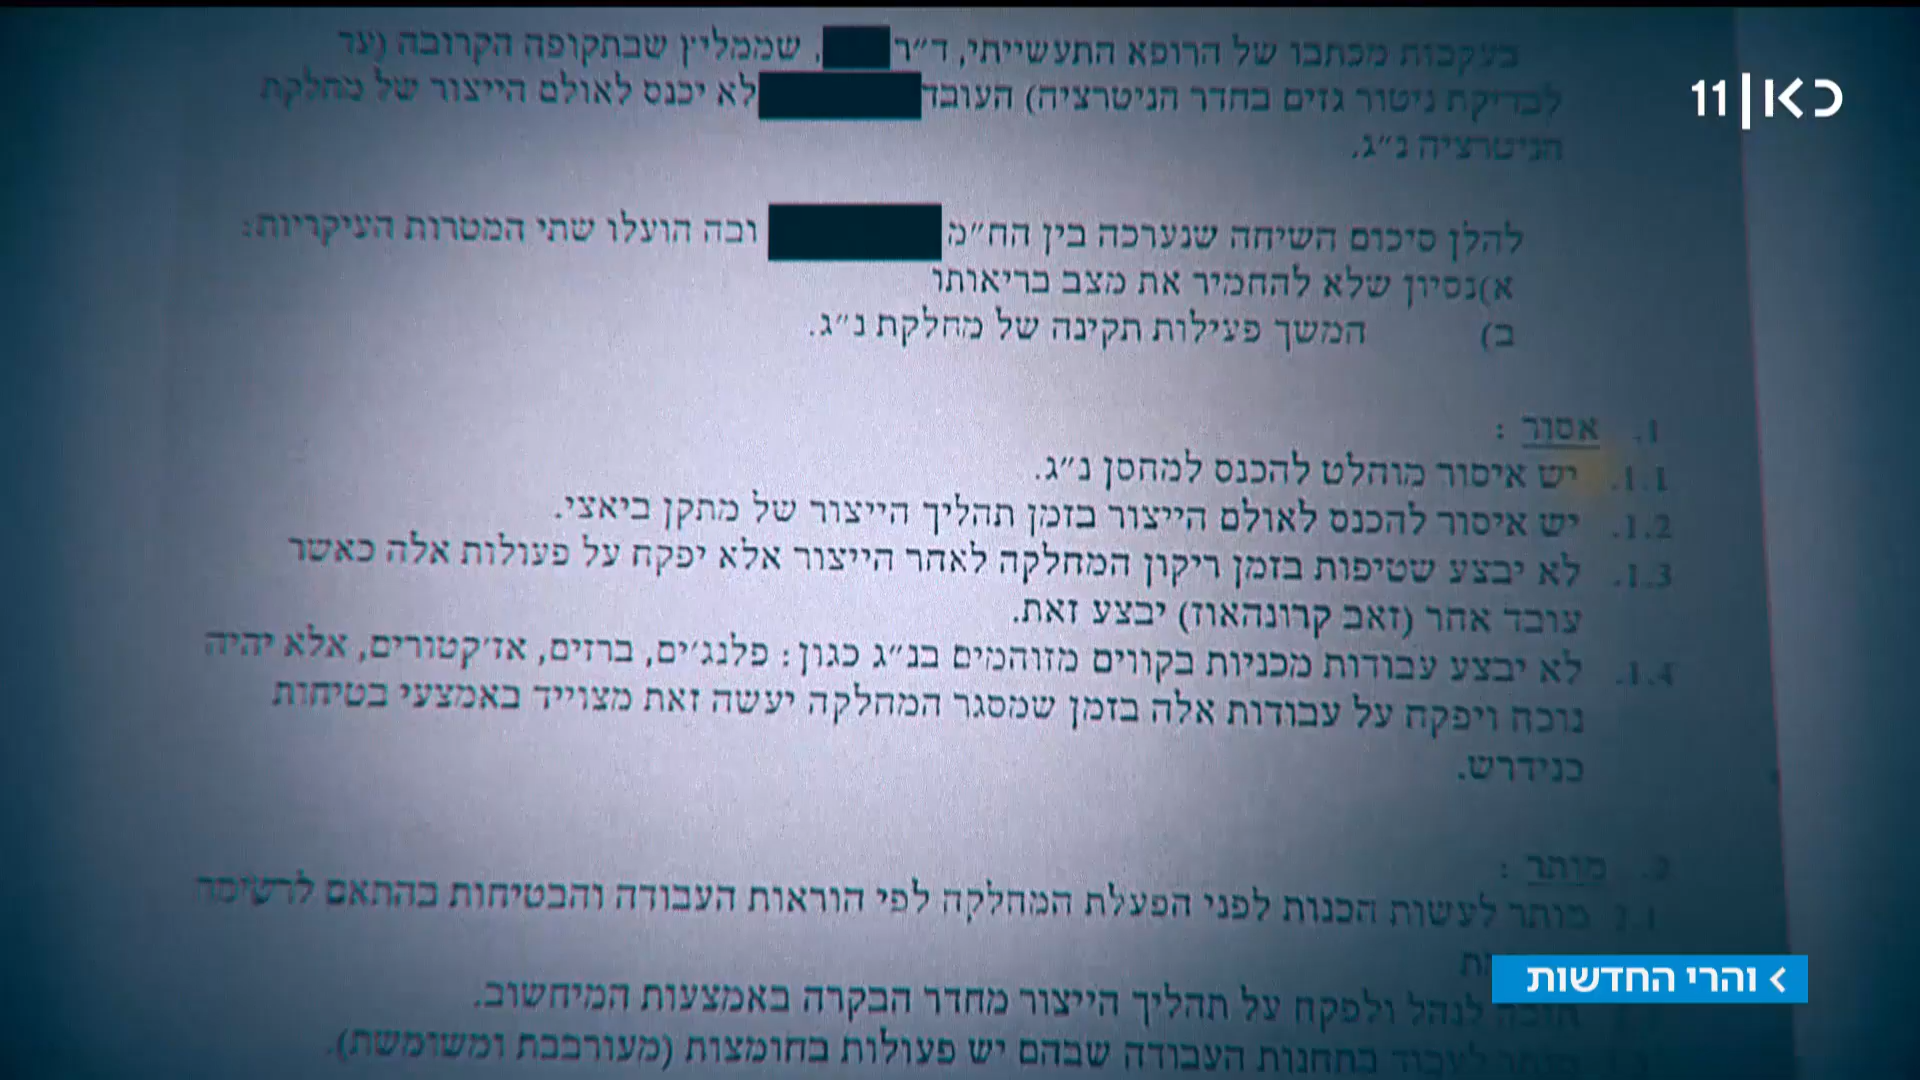 בעקבות מכתבו של הרופא התעשייתי, ד״ר , שממליץ שבתקופה הקרובה (עד
לבדיקת ניטור גזים בחדר הניטרציה) העובד לא יכנס לאולם הייצור של מחלקת
הניטרציה נ״ג.
להלן סיכום השיחה שנערכה בין הח״מ ובה הועלו שתי המטרות העיקריות:
א)נסיון שלא להחמיר את מצב בריאותו
ב) המשך פעילות תקינה של מחלקת נ״ג.
1. אסור :
1.1. יש איסור מוהלט להכנס למחסן נ״ג.
1.2. יש איסור להכנס לאולם הייצור בזמן תהליך הייצור של מתקן ביאצי.
1.3. לא יבצע שטיפות בזמן ריקון המחלקה לאחר הייצור אלא יפקח על פעולות אלה כאשר
עובד אחר (זאב קרונהאוז) יבצע זאת.
1.4. לא יבצע עבודות מכניות בקווים מזוהמים בנ״ג כגון: פלנג׳ים, ברזים, אז׳קטורים, אלא יהיה
נוכח ויפקח על עבודות אלה בזמן שמסגר המחלקה יעשה זאת מצוייד באמצעי בטיחות
כנידרש.
2. מותר :
2.1 מותר לעשות הכנות לפני הפעלת המחלקה לפי הוראות העבודה והבטיחות בהתאם לרשימה
חובה לנהל ולפקח על תהליך הייצור מחדר הבקרה באמצעות המיחשוב.
מותר לעבוד בתחנות העבודה שבהם יש פעולות בחומצות (מעורבבת ומשומשת).
כאן 11
והרי החדשות